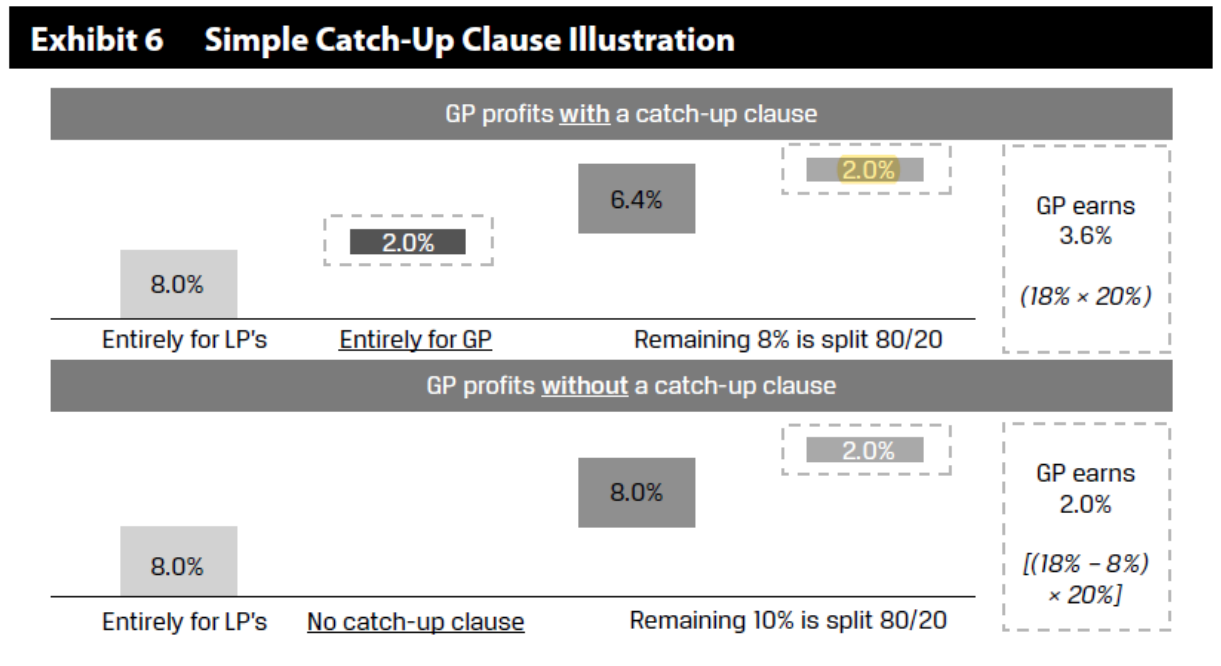 Exhibit 6 Simple Catch-Up Clause Illustration
GP profits with a catch-up clause
2.0%
6.4%
2.0%
8.0%
GP earns
3.6%
(18% × 20%)
Entirely for LP's
Entirely for GP
Remaining 8% is split 80/20
GP profits without a catch-up clause
2.0%
8.0%
8.0%
GP earns
2.0%
[(18% – 8%)
× 20%]
Entirely for LP's
No catch-up clause
Remaining 10% is split 80/20